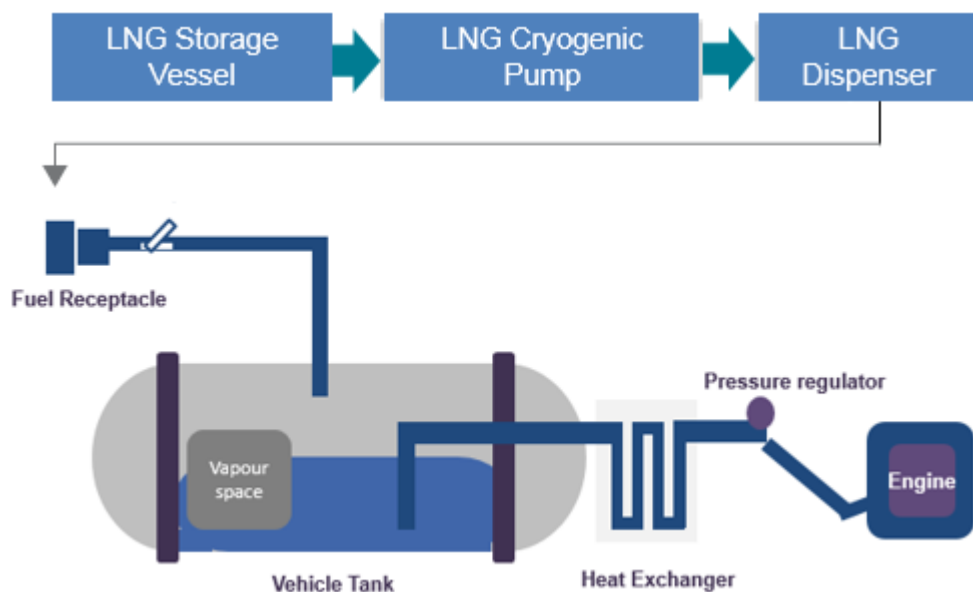 LNG Storage
Vessel
LNG Cryogenic
Pump
LNG
Dispenser
Fuel Receptacle
Pressure regulator
Vapour
space
Engine
Vehicle Tank
Heat Exchanger